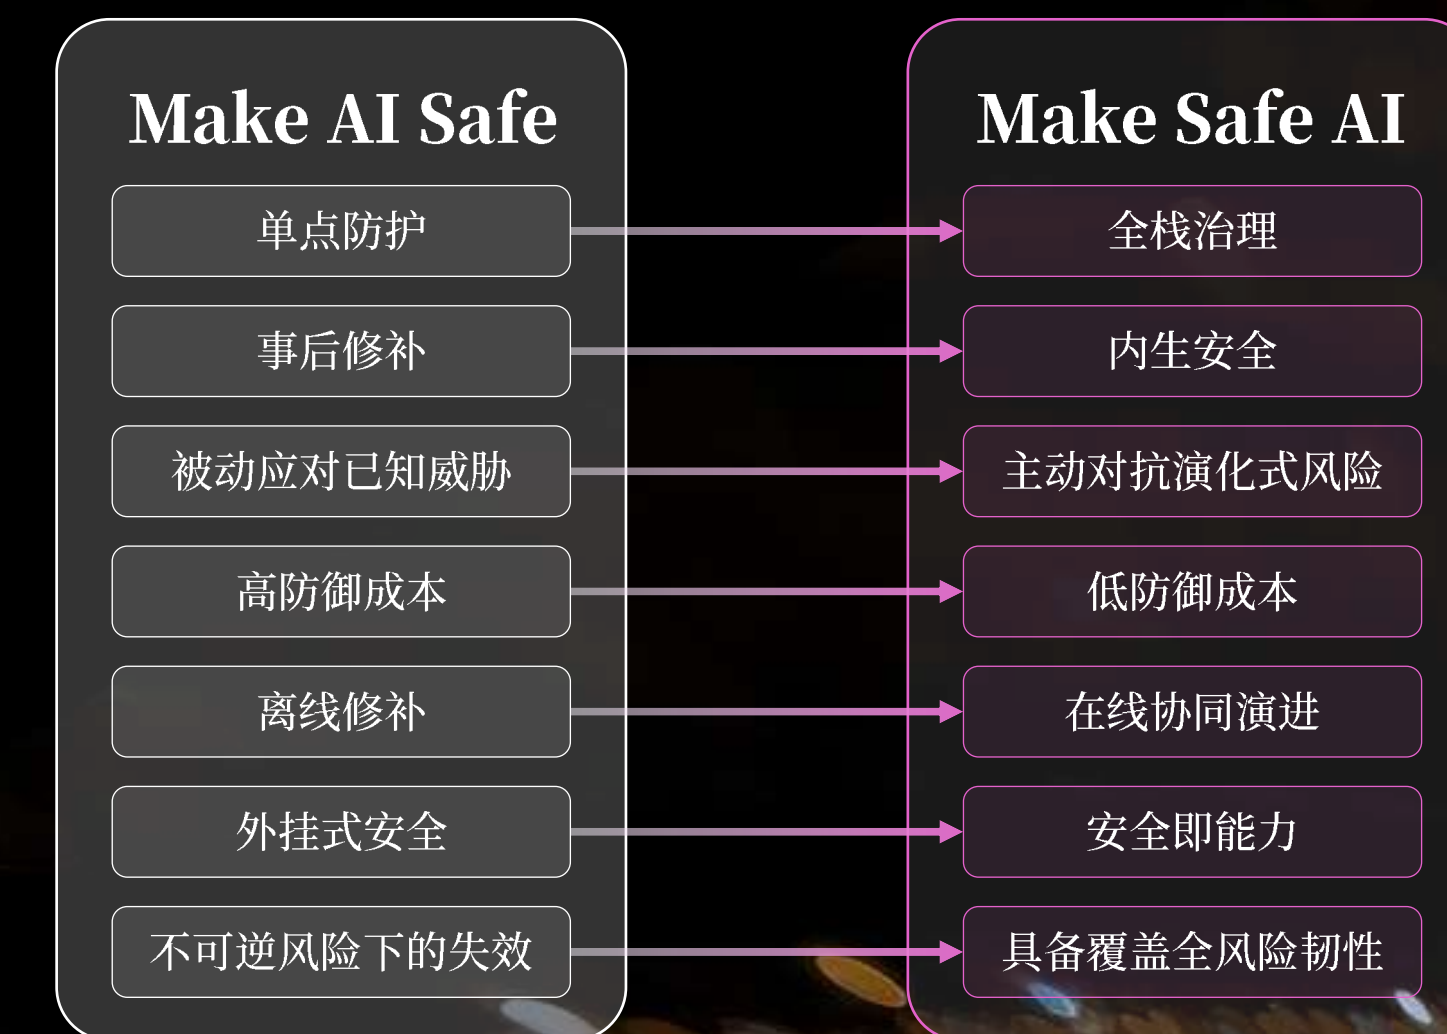 Make AI Safe
Make Safe AI
单点防护
全栈治理
事后修补
内生安全
被动应对已知威胁
主动对抗演化式风险
高防御成本
低防御成本
离线修补
在线协同演进
外挂式安全
安全即能力
不可逆风险下的失效
具备覆盖全风险韧性